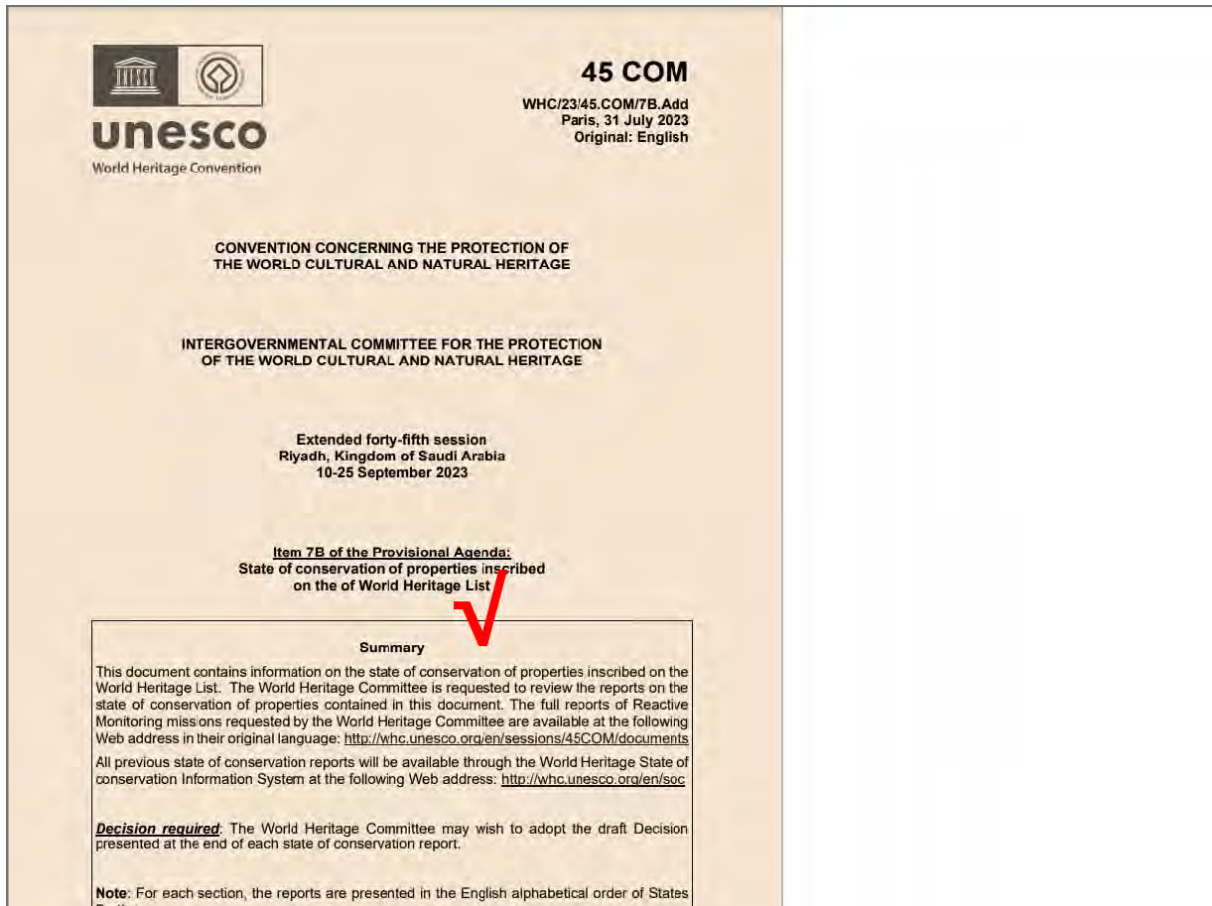 unesco
World Heritage Convention
45 COM
WHC/23/45.COM/7B.Add
Paris, 31 July 2023
Original: English
CONVENTION CONCERNING THE PROTECTION OF
THE WORLD CULTURAL AND NATURAL HERITAGE
INTERGOVERNMENTAL COMMITTEE FOR THE PROTECTION
OF THE WORLD CULTURAL AND NATURAL HERITAGE
Extended forty-fifth session
Riyadh, Kingdom of Saudi Arabia
10-25 September 2023
Item 7B of the Provisional Agenda:
State of conservation of properties inscribed
on the of World Heritage List
√
Summary
This document contains information on the state of conservation of properties inscribed on the
World Heritage List. The World Heritage Committee is requested to review the reports on the
state of conservation of properties contained in this document. The full reports of Reactive
Monitoring missions requested by the World Heritage Committee are available at the following
Web address in their original language: http://whc.unesco.org/en/sessions/45COM/documents
All previous state of conservation reports will be available through the World Heritage State of
conservation Information System at the following Web address: http://whc.unesco.org/en/soc
Decision required: The World Heritage Committee may wish to adopt the draft Decision
presented at the end of each state of conservation report.
Note: For each section, the reports are presented in the English alphabetical order of States